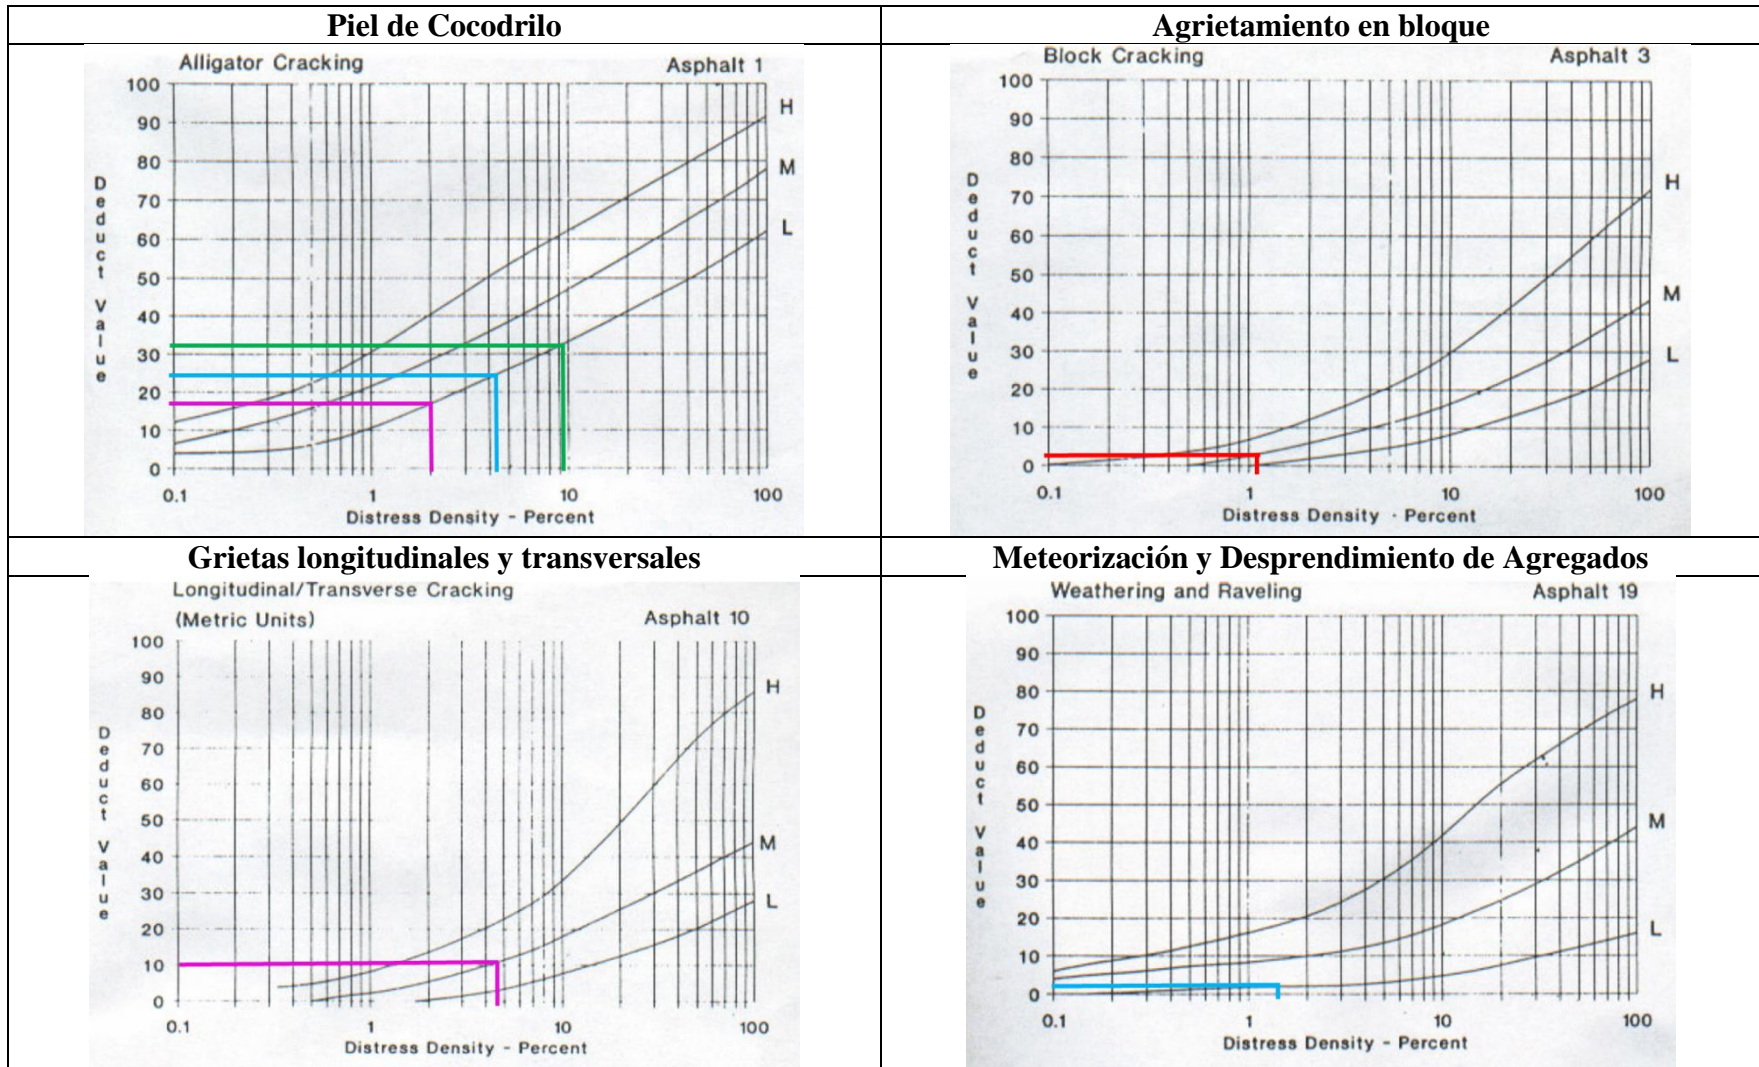 Piel de Cocodrilo
Agrietamiento en bloque
Alligator Cracking
Asphalt 1
100
90
80
70
60
50
40
30
20
10
0
Deduct Value
H
M
L
0.1
1
10
100
Distress Density - Percent
Block Cracking
Asphalt 3
100
90
80
70
60
50
40
30
20
10
0
Deduct Value
H
M
L
0.1
1
10
100
Distress Density - Percent
Grietas longitudinales y transversales
Meteorización y Desprendimiento de Agregados
Longitudinal/Transverse Cracking
(Metric Units)
Asphalt 10
100
90
80
70
60
50
40
30
20
10
0
Deduct Value
H
M
L
0.1
1
10
100
Distress Density - Percent
Weathering and Raveling
Asphalt 19
100
90
80
70
60
50
40
30
20
10
0
Deduct Value
H
M
L
0.1
1
10
100
Distress Density - Percent